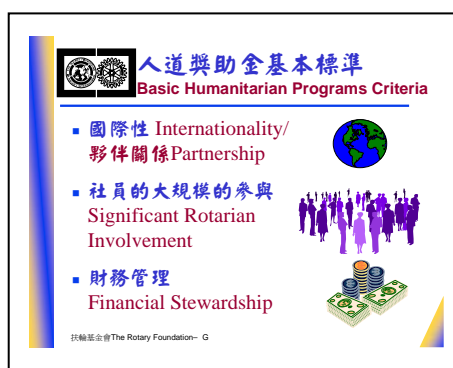 人道獎助金基本標準
Basic Humanitarian Programs Criteria
國際性 Internationality/
夥伴關係Partnership
社員的大規模的參與
Significant Rotarian
Involvement
財務管理
Financial Stewardship
扶輪基金會The Rotary Foundation– G